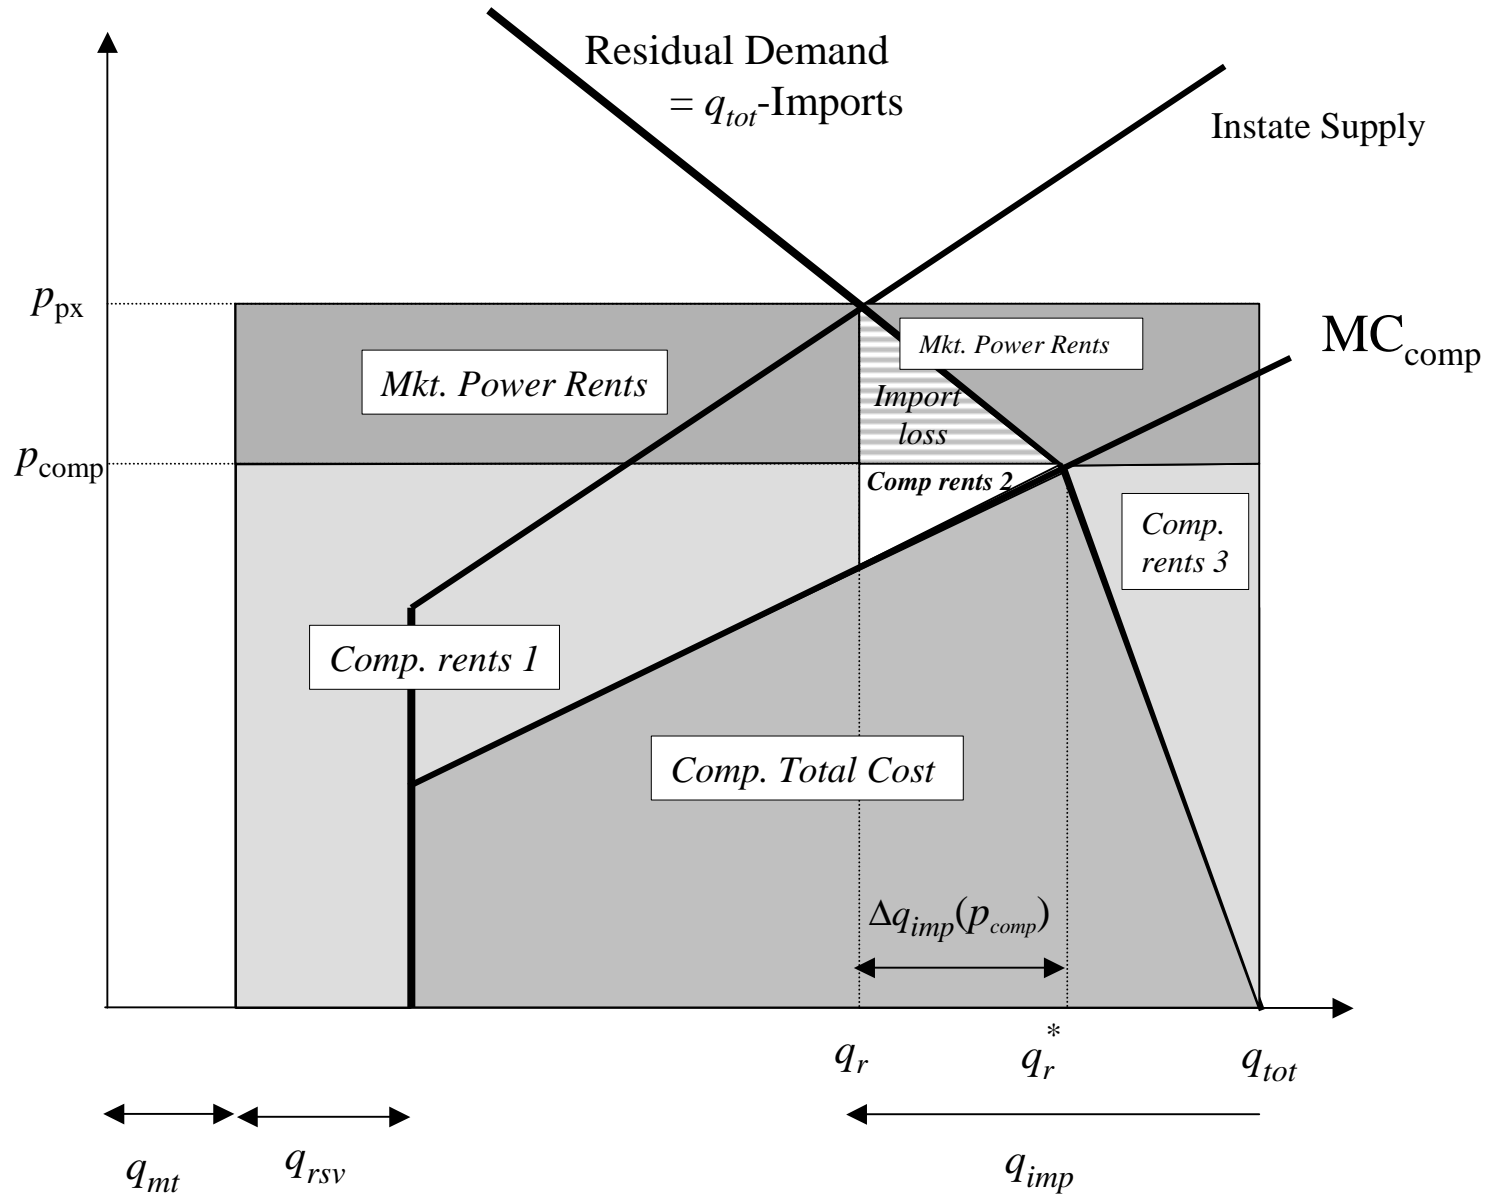 Residual Demand
= q_tot-Imports
Instate Supply
p_px
MC_comp
Mkt. Power Rents
Mkt. Power Rents
Import
loss
p_comp
Comp rents 2
Comp.
rents 3
Comp. rents 1
Comp. Total Cost
Δq_imp(p_comp)
q_r
q_r^*
q_tot
q_mt
q_rsv
q_imp